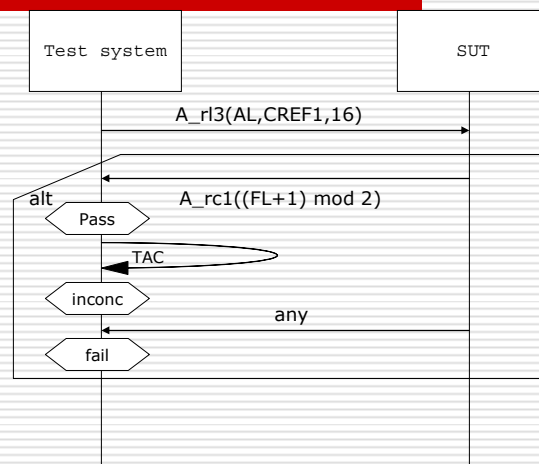 Test system
SUT
A_rl3(AL,CREF1,16)
alt
A_rc1((FL+1) mod 2)
Pass
TAC
inconc
any
fail